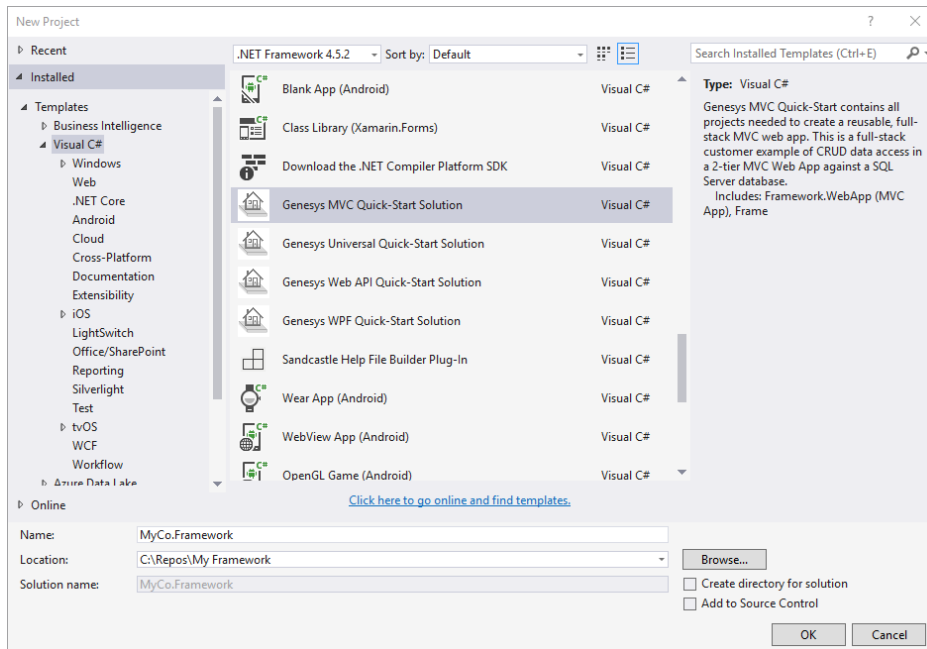 New Project
Recent
.NET Framework 4.5.2 Sort by: Default
Search Installed Templates (Ctrl+E)
Installed
Templates
Business Intelligence
Visual C#
Windows
Web
.NET Core
Android
Cloud
Cross-Platform
Documentation
Extensibility
iOS
LightSwitch
Office/SharePoint
Reporting
Silverlight
Test
tvOS
WCF
Workflow
Azure Data Lake
Online
Blank App (Android) Visual C#
Class Library (Xamarin.Forms) Visual C#
Download the .NET Compiler Platform SDK Visual C#
Genesys MVC Quick-Start Solution Visual C#
Genesys Universal Quick-Start Solution Visual C#
Genesys Web API Quick-Start Solution Visual C#
Genesys WPF Quick-Start Solution Visual C#
Sandcastle Help File Builder Plug-In Visual C#
Wear App (Android) Visual C#
WebView App (Android) Visual C#
OpenGL Game (Android) Visual C#
Click here to go online and find templates.
Type: Visual C#
Genesys MVC Quick-Start contains all
projects needed to create a reusable, full-
stack MVC web app. This is a full-stack
customer example of CRUD data access in
a 2-tier MVC Web App against a SQL
Server database.
Includes: Framework.WebApp (MVC
App), Frame
Name: MyCo.Framework
Location: C:\Repos\My Framework
Browse...
Solution name: MyCo.Framework
Create directory for solution
Add to Source Control
OK Cancel